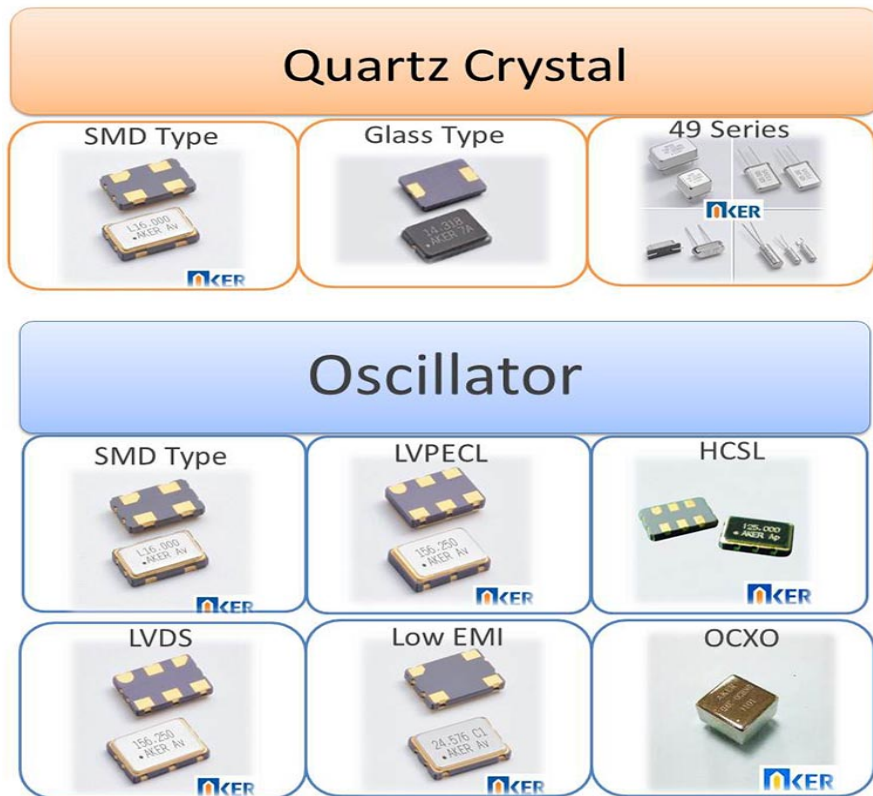 Quartz Crystal
SMD Type
L16.000
AKER Av
AKER
Glass Type
14.318
AKER 7A
49 Series
AKER
Oscillator
SMD Type
L16.000
AKER Av
AKER
LVPECL
156.250
AKER Av
AKER
HCSL
125.000
AKER Ap
AKER
LVDS
156.250
AKER Av
AKER
Low EMI
24.576 C1
AKER Av
AKER
OCXO
AKER
AKER